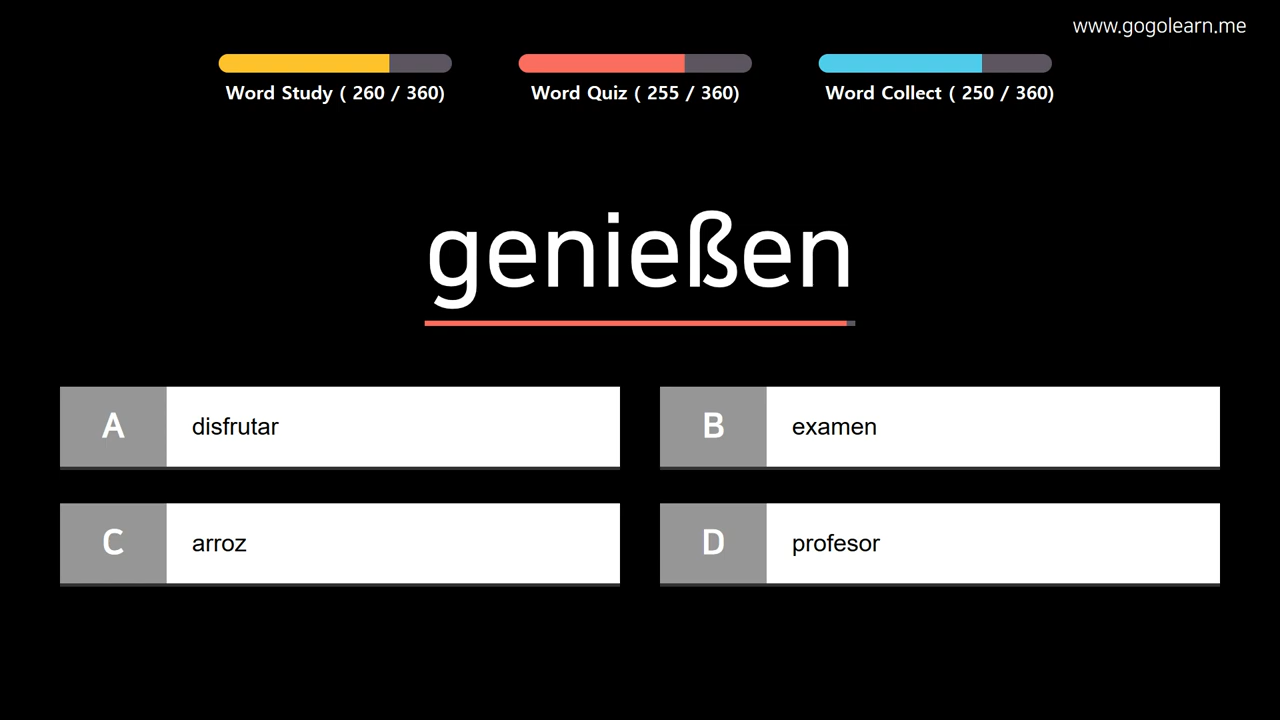 www.gogolearn.me
Word Study ( 260 / 360)
Word Quiz ( 255 / 360)
Word Collect ( 250 / 360)
genießen
A disfrutar
B examen
C arroz
D profesor